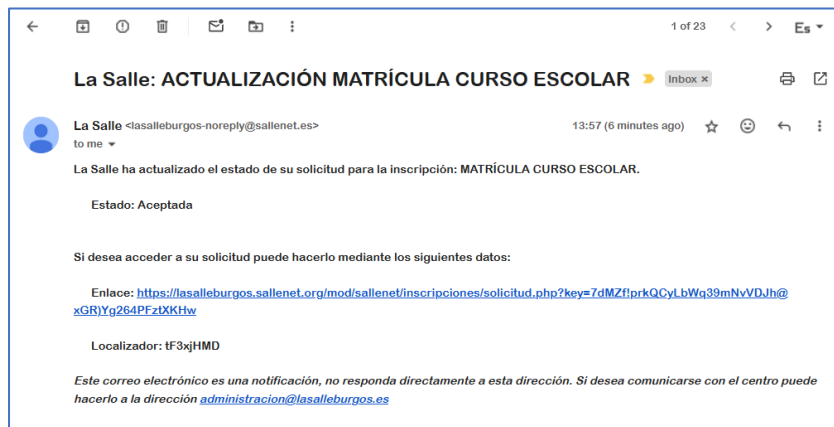 1 of 23
Es
La Salle: ACTUALIZACIÓN MATRÍCULA CURSO ESCOLAR Inbox ×
La Salle <lasalleburgos-noreply@sallenet.es> 13:57 (6 minutes ago)
to me
La Salle ha actualizado el estado de su solicitud para la inscripción: MATRÍCULA CURSO ESCOLAR.
Estado: Aceptada
Si desea acceder a su solicitud puede hacerlo mediante los siguientes datos:
Enlace: https://lasalleburgos.sallenet.org/mod/sallenet/inscripciones/solicitud.php?key=7dMZf!prkQCyLbWq39mNvVDJh@
xGR)Yg264PFztXKHw
Localizador: tF3xjHMD
Este correo electrónico es una notificación, no responda directamente a esta dirección. Si desea comunicarse con el centro puede
hacerlo a la dirección administracion@lasalleburgos.es